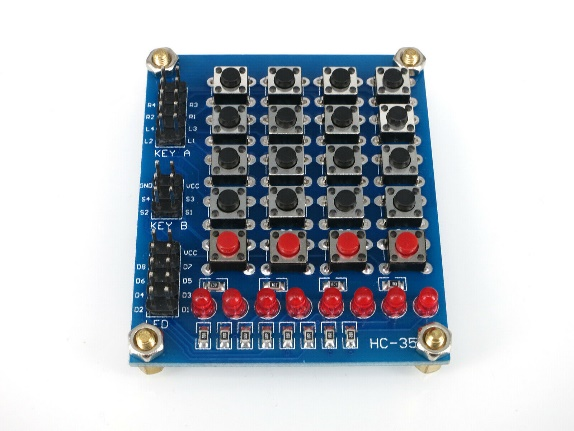 R4 R3
R2 R1
L4 L3
L2 L1
KEY A
GND VCC
S4 S3
S2 S1
KEY B
VCC
D8 D7
D6 D5
D4 D3
D2 D1
ED
HC-35